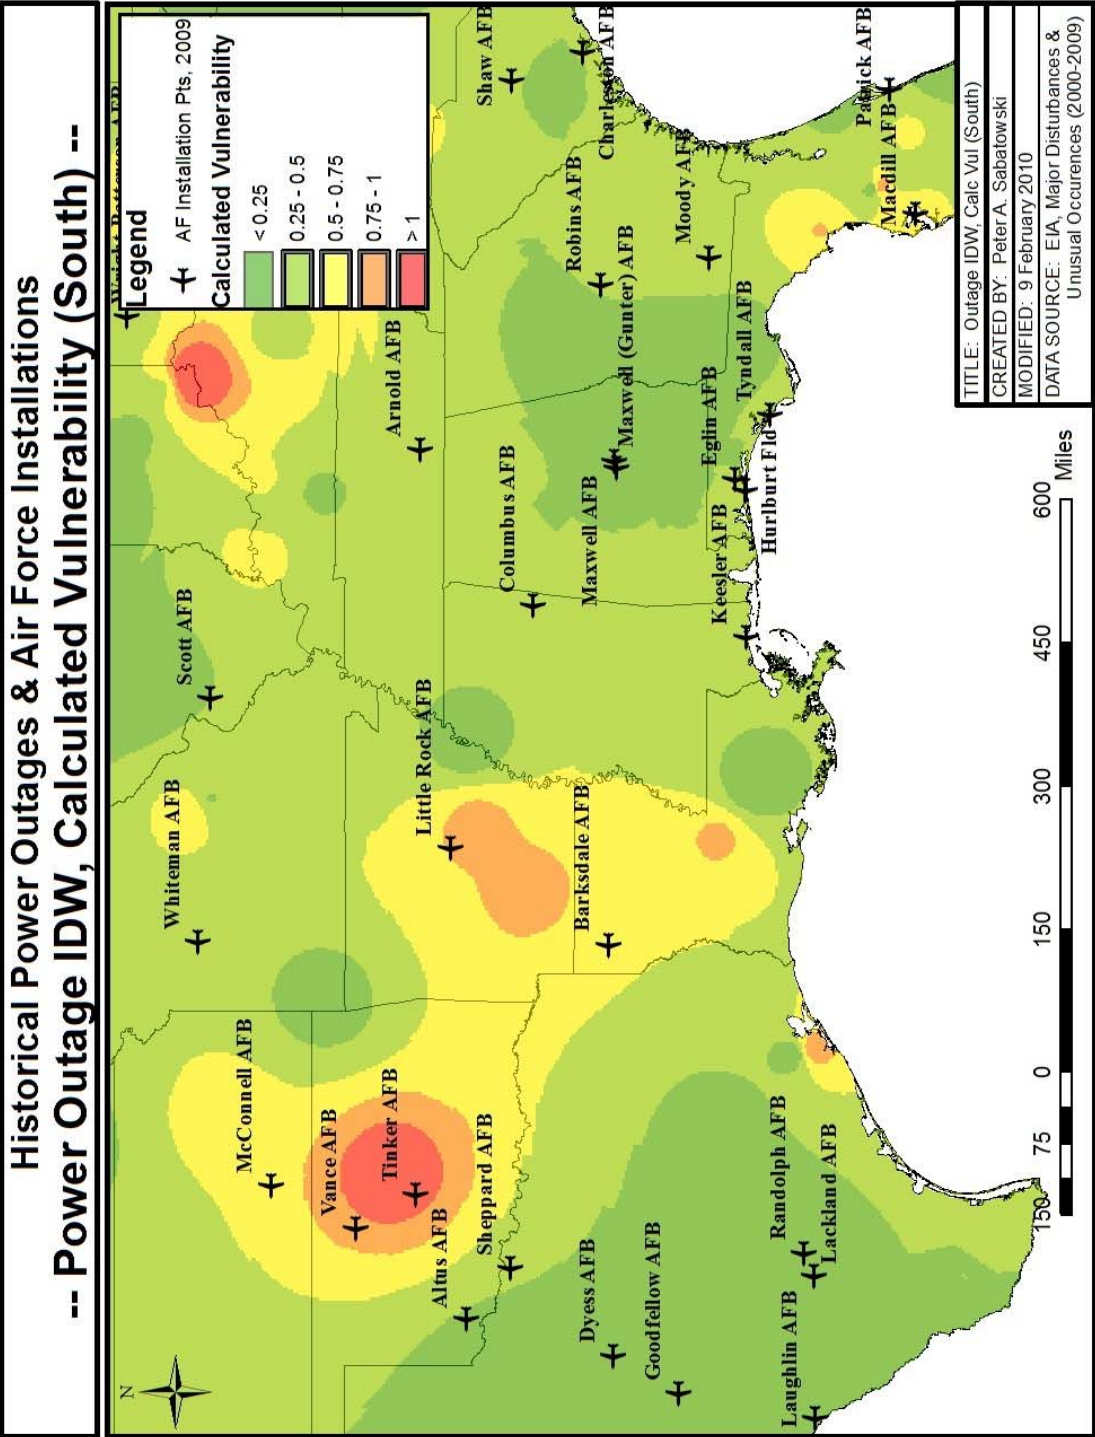 Historical Power Outages & Air Force Installations
-- Power Outage IDW, Calculated Vulnerability (South) --
N
Whiteman AFB
Scott AFB
Wright Patterson AFB
McConnell AFB
Vance AFB
Tinker AFB
Altus AFB
Sheppard AFB
Little Rock AFB
Arnold AFB
Columbus AFB
Shaw AFB
Charleston AFB
Dyess AFB
Goodfellow AFB
Barksdale AFB
Maxwell AFB
Maxwell (Gunter) AFB
Robins AFB
Moody AFB
Laughlin AFB
Randolph AFB
Lackland AFB
Keesler AFB
Hurlburt Fld
Eglin AFB
Tyndall AFB
Macdill AFB
Patrick AFB
Legend
AF Installation Pts, 2009
Calculated Vulnerability
< 0.25
0.25 - 0.5
0.5 - 0.75
0.75 - 1
> 1
150 75 0 150 300 450 600
Miles
TITLE: Outage IDW, Calc Vul (South)
CREATED BY: Peter A. Sabatowski
MODIFIED: 9 February 2010
DATA SOURCE: EIA, Major Disturbances &
Unusual Occurences (2000-2009)